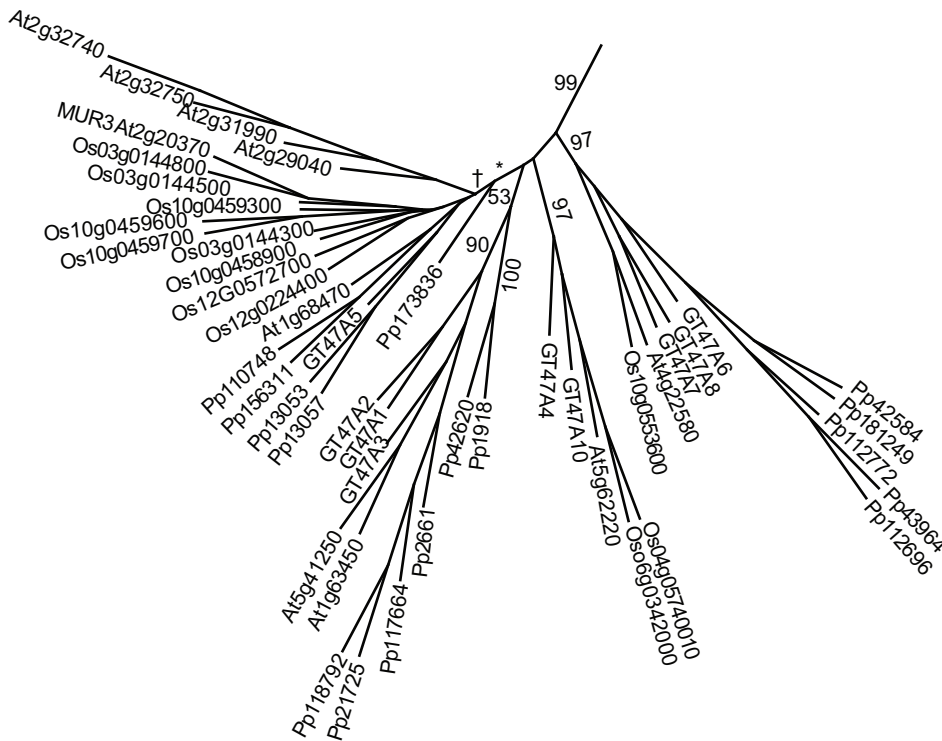 At2g32740
At2g32750
At2g31990
At2g29040
MUR3At2g20370
Os03g0144800
Os03g0144500
Os10g0459300
Os10g0459600
Os10g0459700
Os03g0144300
Os10g0458900
Os12G0572700
Os12g0224400
At1g68470
GT47A5
Pp110748
Pp156311
Pp13053
Pp13057
Pp173836
GT47A2
GT47A1
GT47A3
At5g41250
At1g63450
Pp118792
Pp21725
Pp117664
Pp2661
Pp42620
Pp1918
GT47A4
GT47A10
At5g62220
Oso6g0342000
Os04g05740010
Os10g0553600
At4g22580
GT47A7
GT47A8
GT47A6
Pp42584
Pp181249
Pp112772
Pp43964
Pp112696
99
97
†
*
53
90
100
97